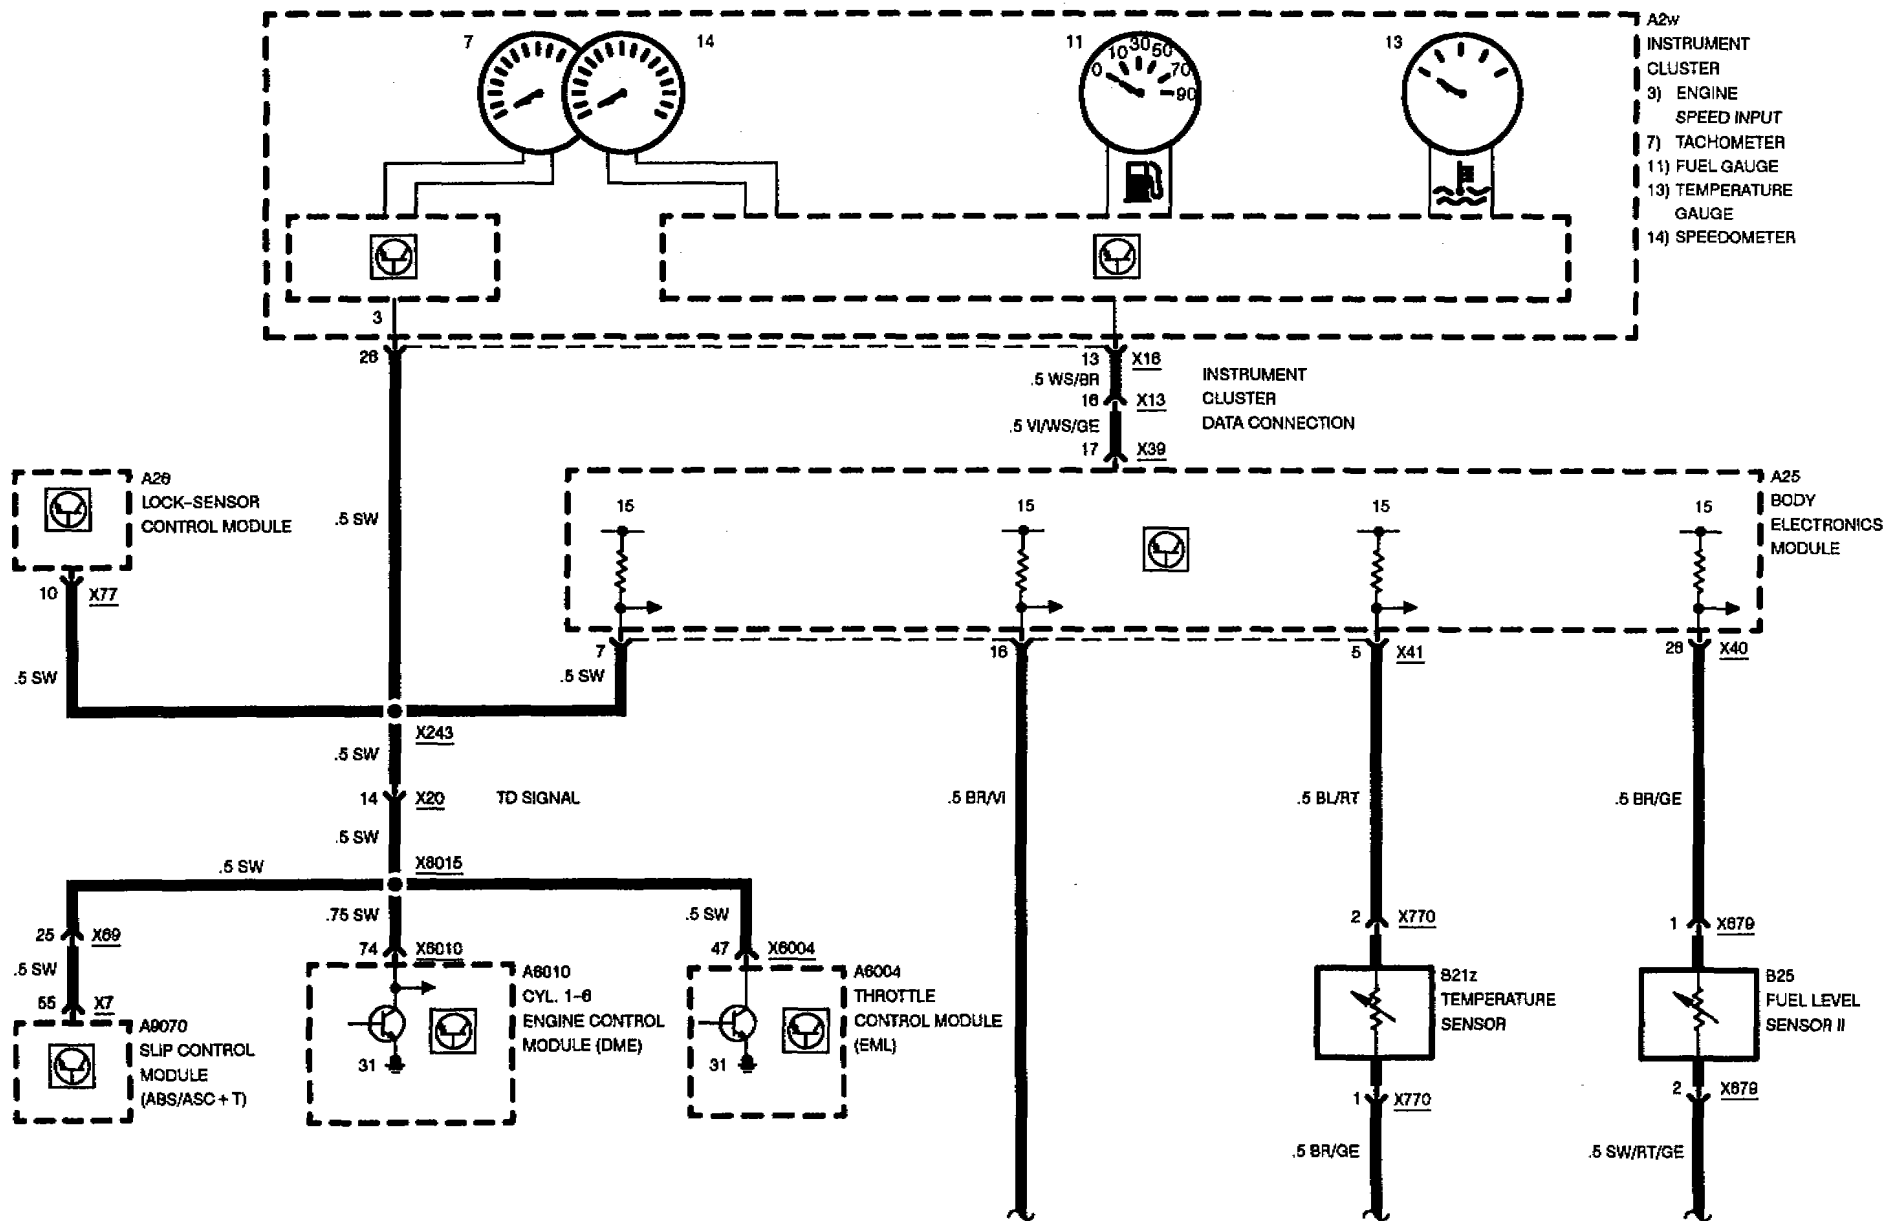 A2w
INSTRUMENT
CLUSTER
3) ENGINE
SPEED INPUT
7) TACHOMETER
11) FUEL GAUGE
13) TEMPERATURE
GAUGE
14) SPEEDOMETER
7
14
11
0
10
30
50
70
90
13
3
26
13
X16
.5 WS/BR
16
X13
.5 VI/WS/GE
17
X39
INSTRUMENT
CLUSTER
DATA CONNECTION
A26
LOCK-SENSOR
CONTROL MODULE
10
X77
.5 SW
.5 SW
A25
BODY
ELECTRONICS
MODULE
15
15
15
15
7
16
5
X41
26
X40
.5 SW
X243
.5 SW
14
X20
TD SIGNAL
.5 SW
.5 BR/VI
.5 BL/RT
.5 BR/GE
X8015
.5 SW
.75 SW
.5 SW
25
X69
.5 SW
55
X7
74
X6010
47
X6004
2
X770
1
X679
A9070
SLIP CONTROL
MODULE
(ABS/ASC + T)
A6010
CYL. 1-6
ENGINE CONTROL
MODULE (DME)
31
A6004
THROTTLE
CONTROL MODULE
(EML)
31
B21z
TEMPERATURE
SENSOR
B25
FUEL LEVEL
SENSOR II
1
X770
2
X679
.5 BR/GE
.5 SW/RT/GE